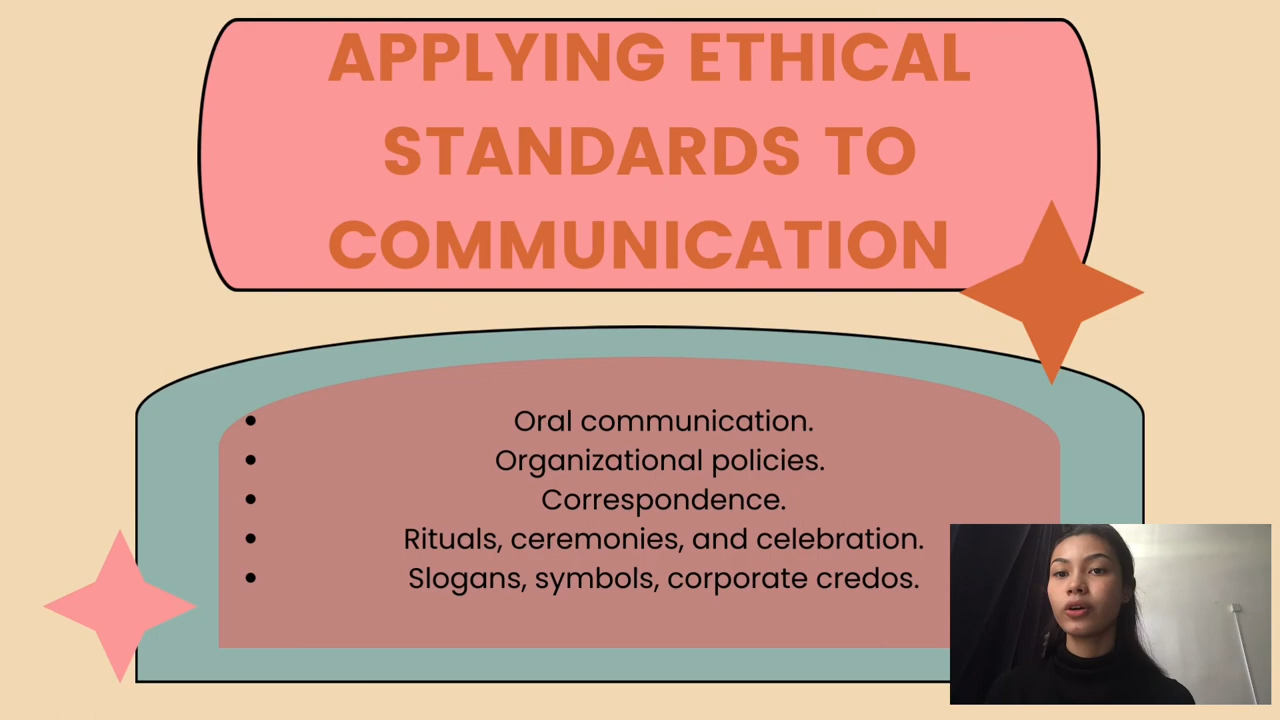 APPLYING ETHICAL
STANDARDS TO
COMMUNICATION
• Oral communication.
• Organizational policies.
• Correspondence.
• Rituals, ceremonies, and celebration.
• Slogans, symbols, corporate credos.